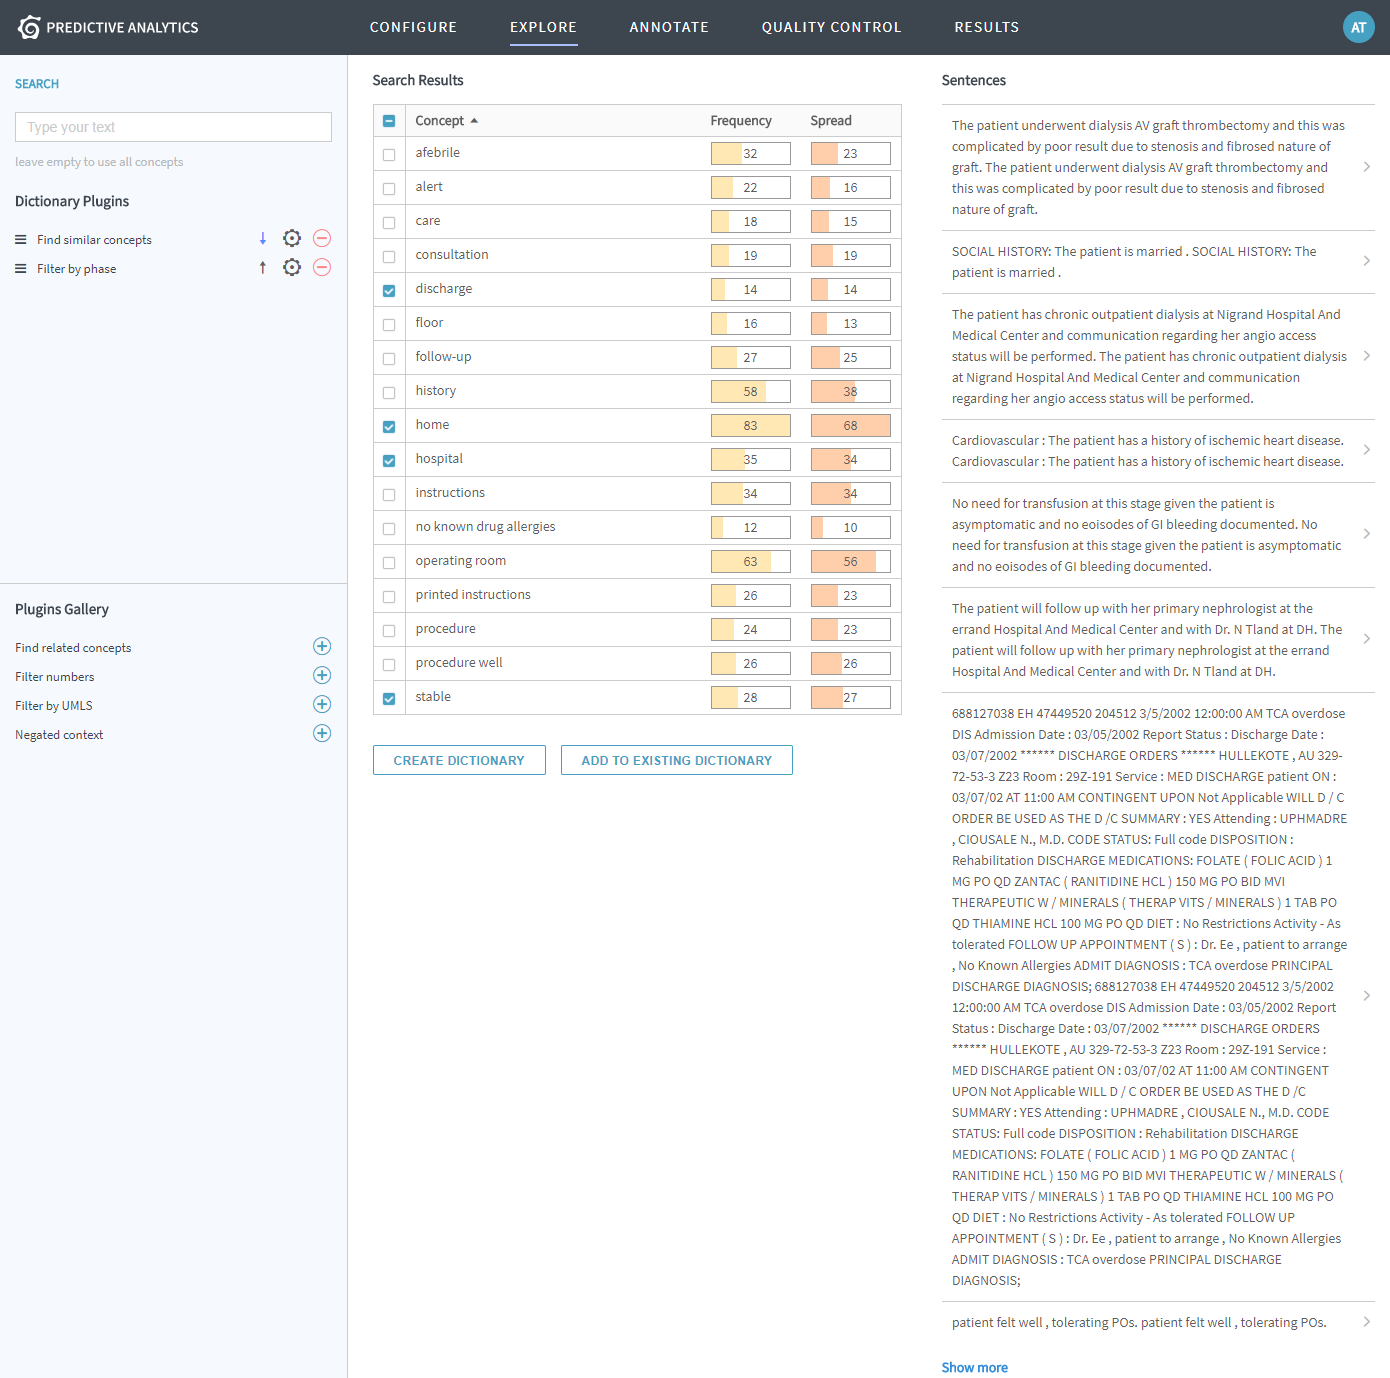 PREDICTIVE ANALYTICS
CONFIGURE
EXPLORE
ANNOTATE
QUALITY CONTROL
RESULTS
AT
SEARCH
Type your text
leave empty to use all concepts
Dictionary Plugins
Find similar concepts
Filter by phase
Plugins Gallery
Find related concepts
Filter numbers
Filter by UMLS
Negated context
Search Results
Concept Frequency Spread
afebrile 32 23
alert 22 16
care 18 15
consultation 19 19
discharge 14 14
floor 16 13
follow-up 27 25
history 58 38
home 83 68
hospital 35 34
instructions 34 34
no known drug allergies 12 10
operating room 63 56
printed instructions 26 23
procedure 24 23
procedure well 26 26
stable 28 27
CREATE DICTIONARY
ADD TO EXISTING DICTIONARY
Sentences
The patient underwent dialysis AV graft thrombectomy and this was
complicated by poor result due to stenosis and fibrosed nature of
graft. The patient underwent dialysis AV graft thrombectomy and
this was complicated by poor result due to stenosis and fibrosed
nature of graft.
SOCIAL HISTORY: The patient is married . SOCIAL HISTORY: The
patient is married .
The patient has chronic outpatient dialysis at Nigrand Hospital And
Medical Center and communication regarding her angio access
status will be performed. The patient has chronic outpatient dialysis
at Nigrand Hospital And Medical Center and communication
regarding her angio access status will be performed.
Cardiovascular : The patient has a history of ischemic heart disease.
Cardiovascular : The patient has a history of ischemic heart disease.
No need for transfusion at this stage given the patient is
asymptomatic and no eoisodes of GI bleeding documented. No
need for transfusion at this stage given the patient is asymptomatic
and no eoisodes of GI bleeding documented.
The patient will follow up with her primary nephrologist at the
errand Hospital And Medical Center and with Dr. N Tland at DH. The
patient will follow up with her primary nephrologist at the errand
Hospital And Medical Center and with Dr. N Tland at DH.
688127038 EH 47449520 204512 3/5/2002 12:00:00 AM TCA overdose
DIS Admission Date : 03/05/2002 Report Status : Discharge Date :
03/07/2002 ****** DISCHARGE ORDERS ****** HULLEKOTE , AU 329-
72-53-3 Z23 Room : 29Z-191 Service : MED DISCHARGE patient ON :
03/07/02 AT 11:00 AM CONTINGENT UPON Not Applicable WILL D / C
ORDER BE USED AS THE D /C SUMMARY : YES Attending : UPHMADRE
, CIOUSALE N., M.D. CODE STATUS: Full code DISPOSITION :
Rehabilitation DISCHARGE MEDICATIONS: FOLATE ( FOLIC ACID ) 1
MG PO QD ZANTAC ( RANITIDINE HCL ) 150 MG PO BID MVI
THERAPEUTIC W / MINERALS ( THERAP VITS / MINERALS ) 1 TAB PO
QD THIAMINE HCL 100 MG PO QD DIET : No Restrictions Activity - As
tolerated FOLLOW UP APPOINTMENT ( S ) : Dr. Ee , patient to arrange
, No Known Allergies ADMIT DIAGNOSIS : TCA overdose PRINCIPAL
DISCHARGE DIAGNOSIS; 688127038 EH 47449520 204512 3/5/2002
12:00:00 AM TCA overdose DIS Admission Date : 03/05/2002 Report
Status : Discharge Date : 03/07/2002 ****** DISCHARGE ORDERS
****** HULLEKOTE , AU 329-72-53-3 Z23 Room : 29Z-191 Service :
MED DISCHARGE patient ON : 03/07/02 AT 11:00 AM CONTINGENT
UPON Not Applicable WILL D / C ORDER BE USED AS THE D /C
SUMMARY : YES Attending : UPHMADRE , CIOUSALE N., M.D. CODE
STATUS: Full code DISPOSITION : Rehabilitation DISCHARGE
MEDICATIONS: FOLATE ( FOLIC ACID ) 1 MG PO QD ZANTAC (
RANITIDINE HCL ) 150 MG PO BID MVI THERAPEUTIC W / MINERALS (
THERAP VITS / MINERALS ) 1 TAB PO QD THIAMINE HCL 100 MG PO
QD DIET : No Restrictions Activity - As tolerated FOLLOW UP
APPOINTMENT ( S ) : Dr. Ee , patient to arrange , No Known Allergies
ADMIT DIAGNOSIS : TCA overdose PRINCIPAL DISCHARGE
DIAGNOSIS;
patient felt well , tolerating POs. patient felt well , tolerating POs.
Show more